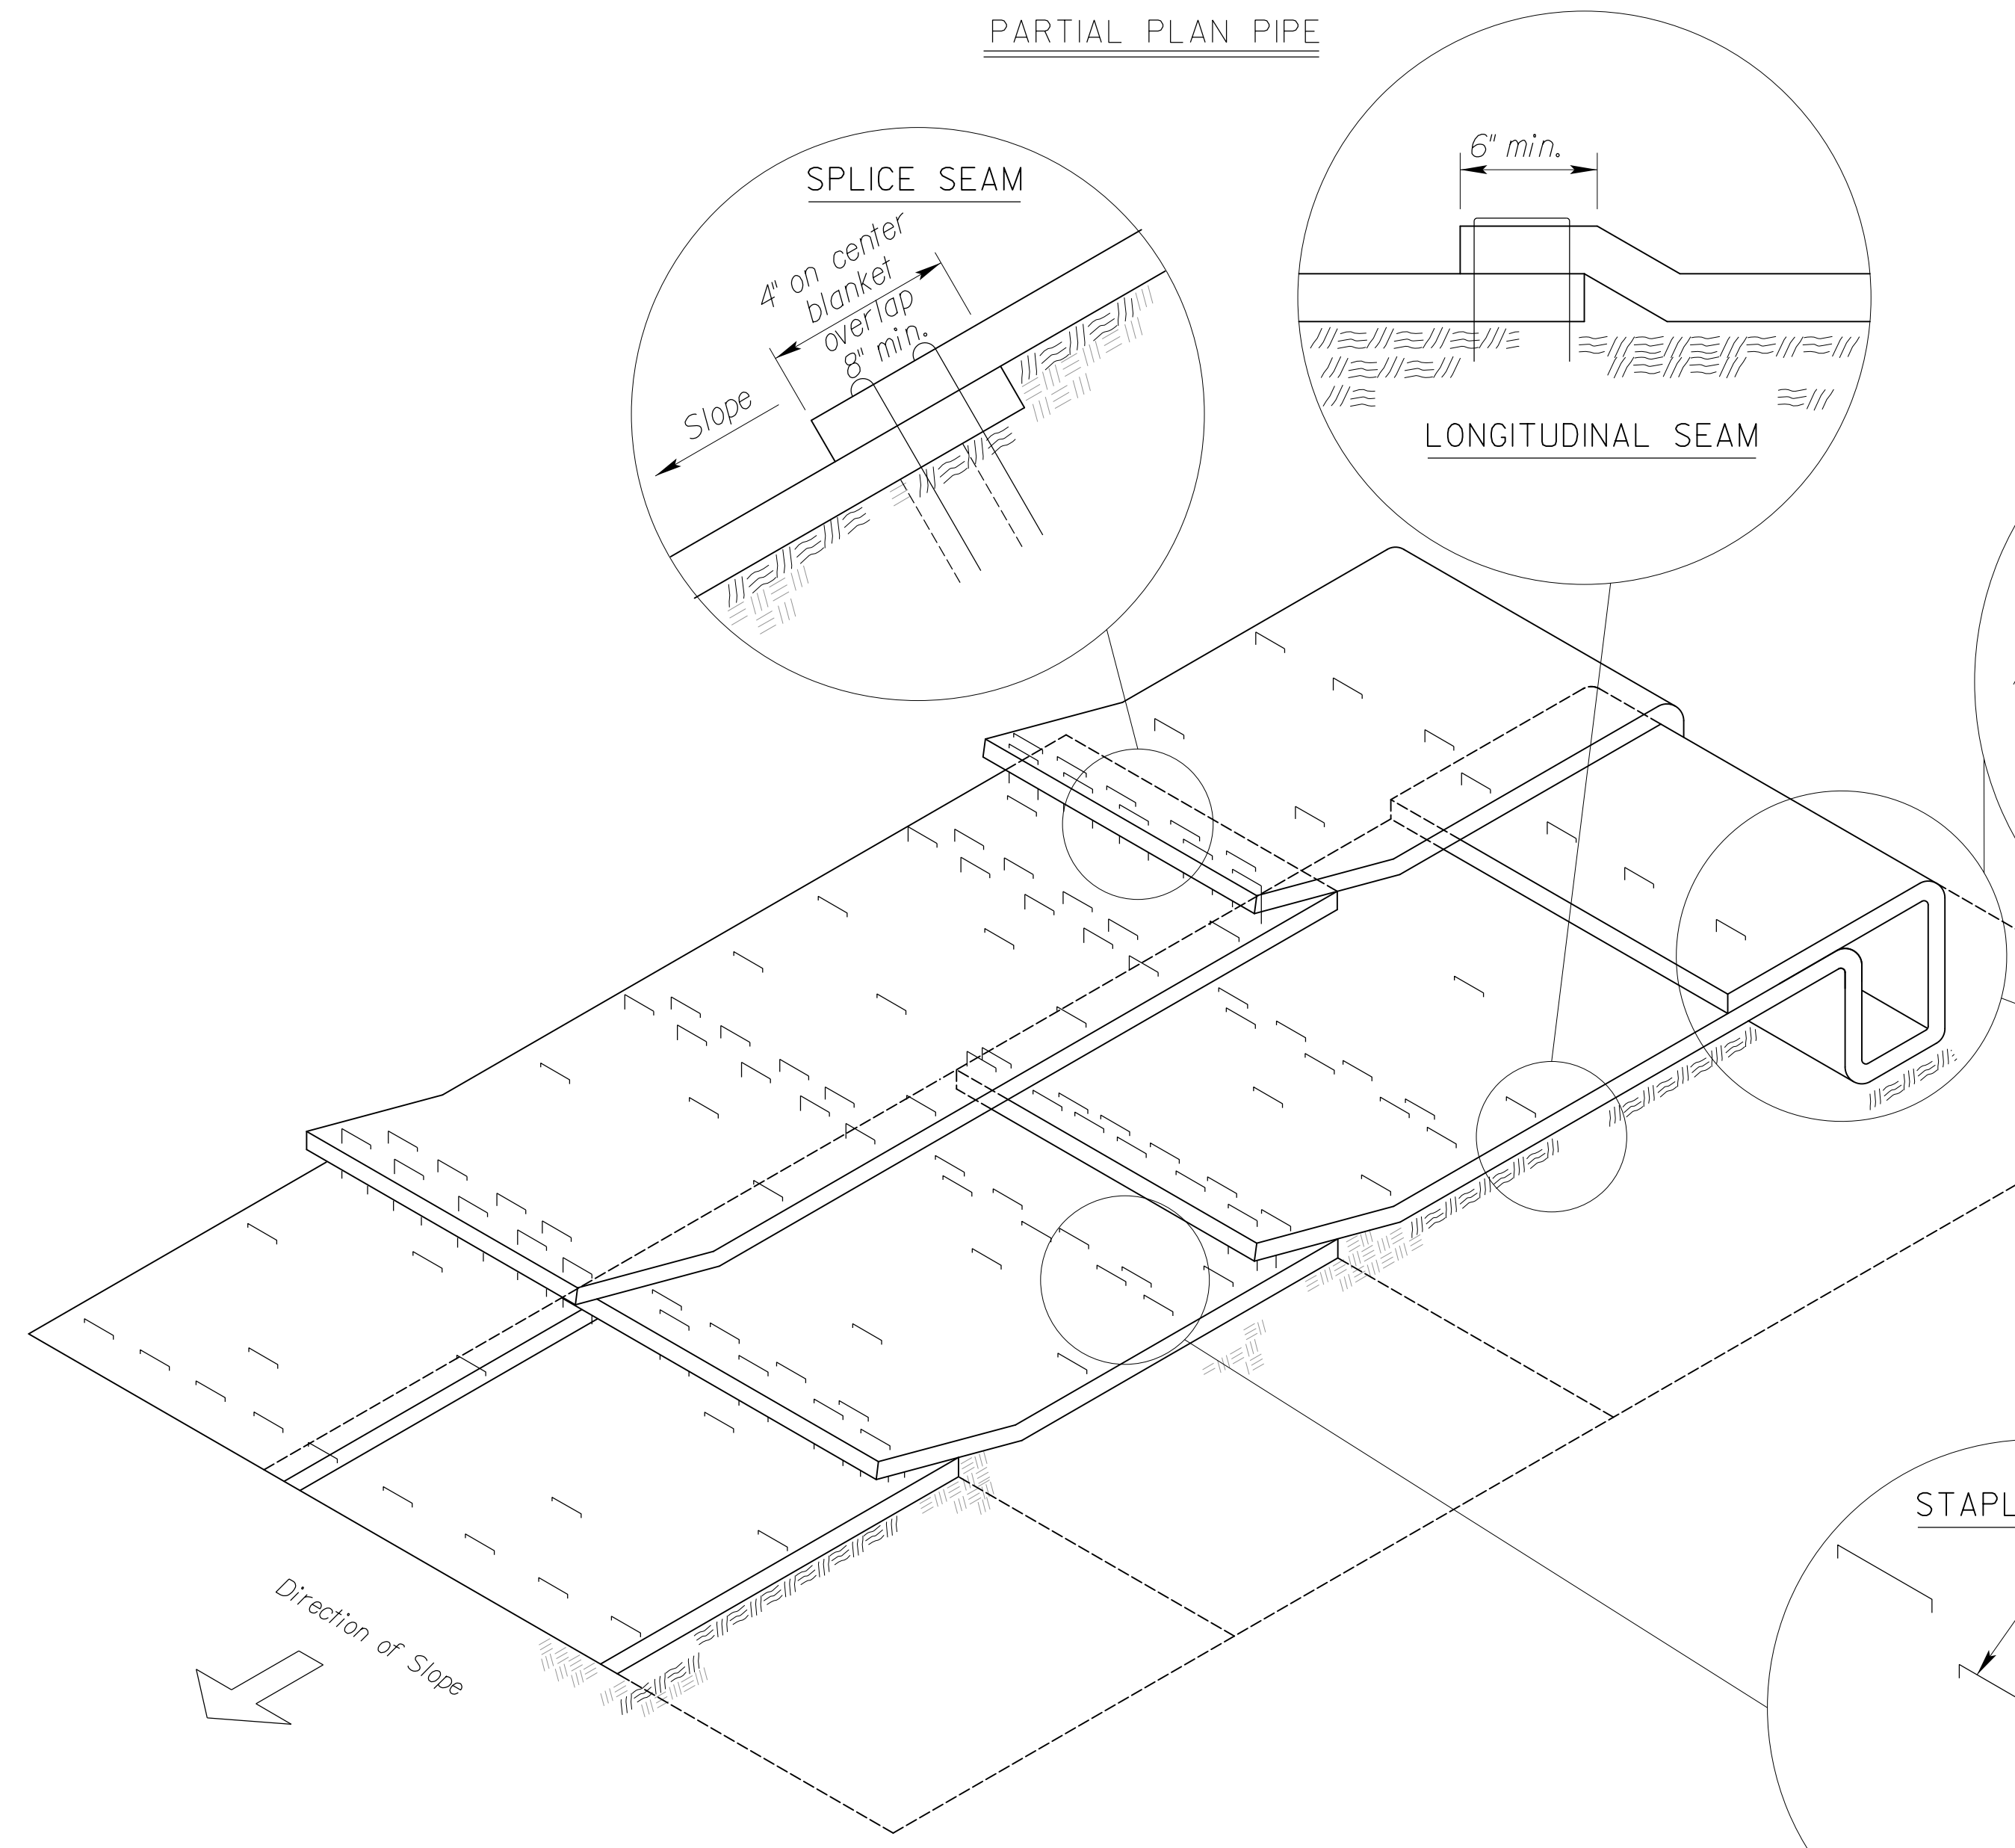 PARTIAL PLAN PIPE
SPLICE SEAM
4" on center
blanket
overlap
8" min.
Slope
6" min.
LONGITUDINAL SEAM
Direction of Slope